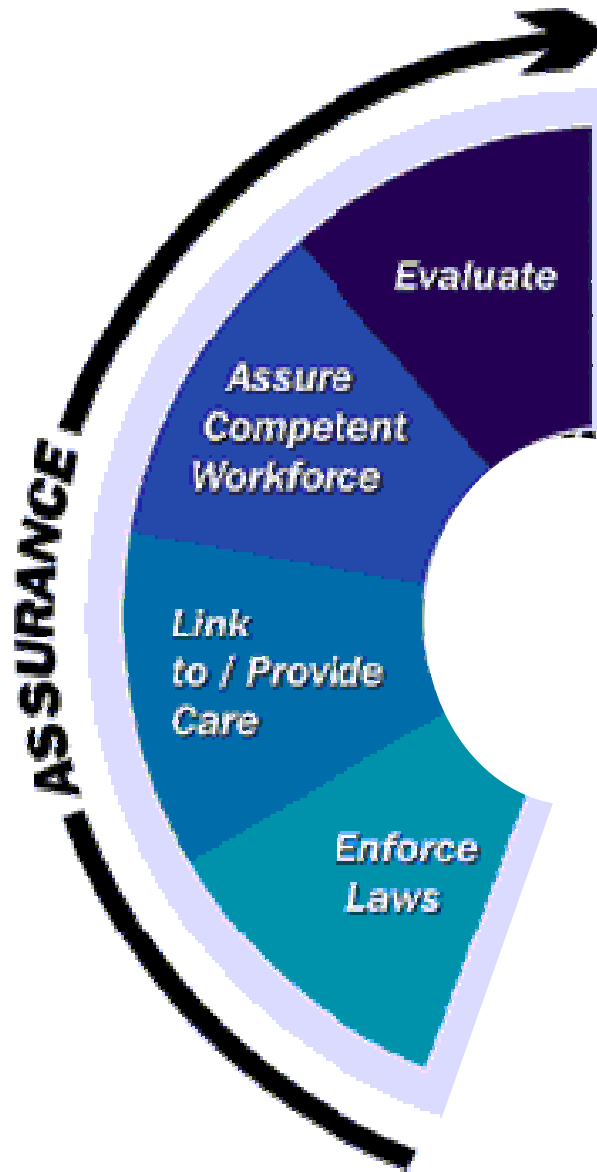 Evaluate
Assure
Competent
Workforce
ASSURANCE
Link
to / Provide
Care
Enforce
Laws